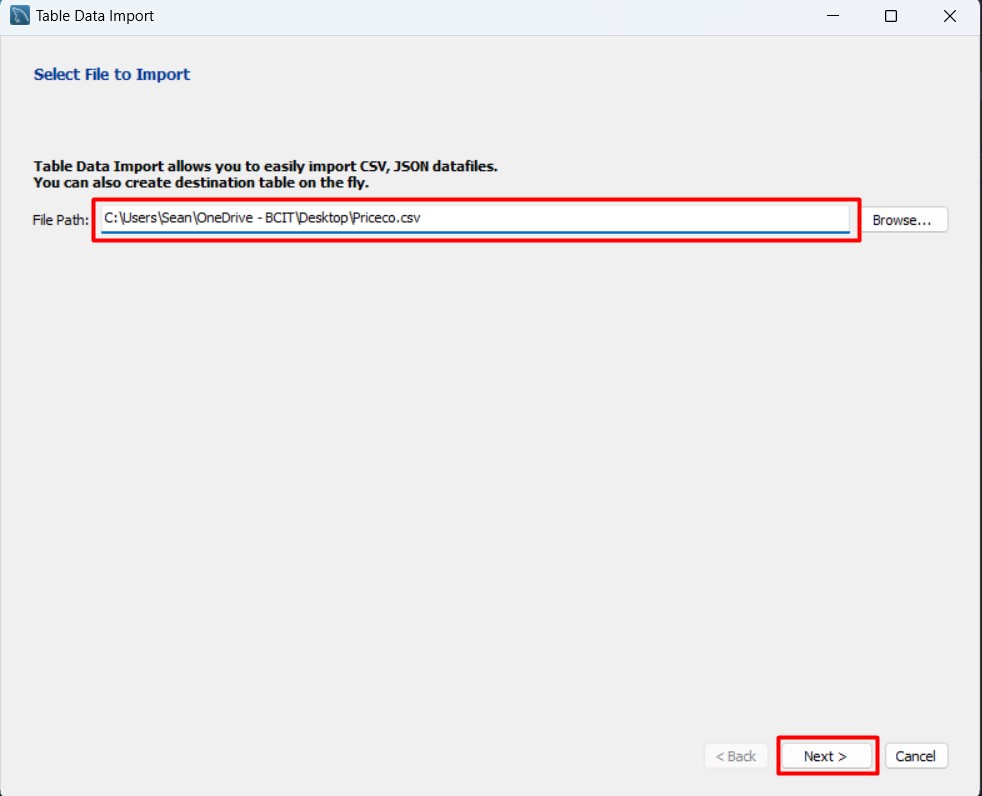 Table Data Import
Select File to Import
Table Data Import allows you to easily import CSV, JSON datafiles.
You can also create destination table on the fly.
File Path: C:\Users\Sean\OneDrive - BCIT\Desktop\Priceco.csv Browse...
< Back Next > Cancel